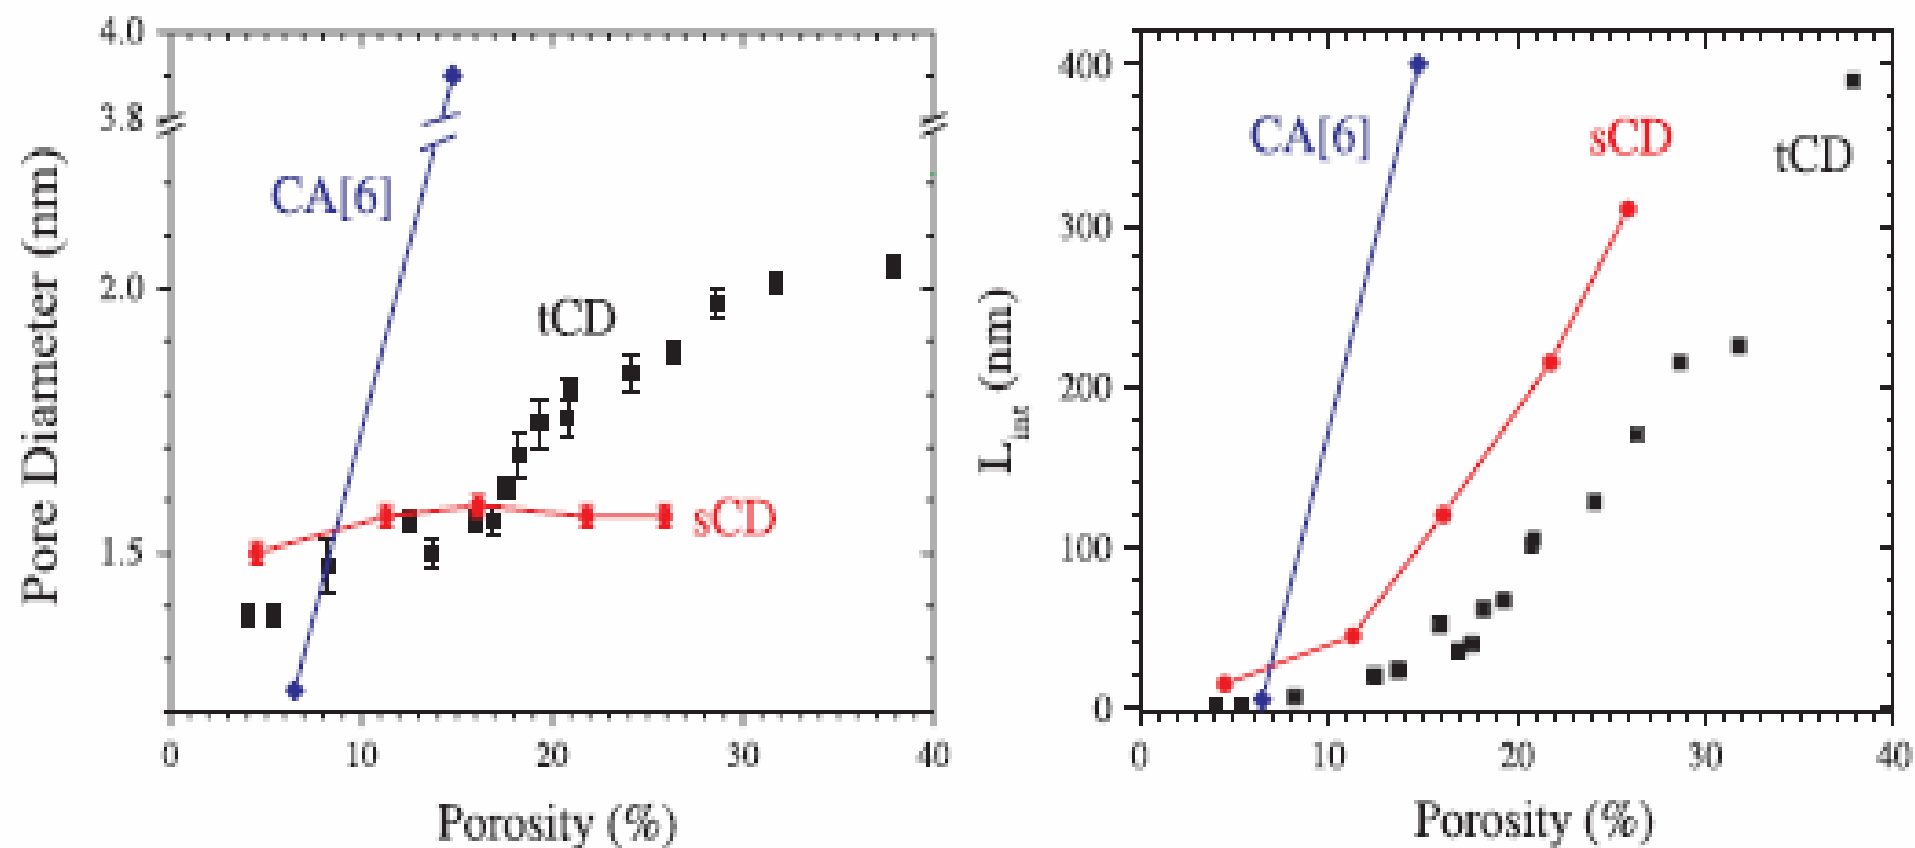 4.0
3.8
2.0
1.5
Pore Diameter (nm)
CA[6]
tCD
sCD
0 10 20 30 40
Porosity (%)
400
300
200
100
0
L_int (nm)
CA[6]
sCD
tCD
0 10 20 30 40
Porosity (%)